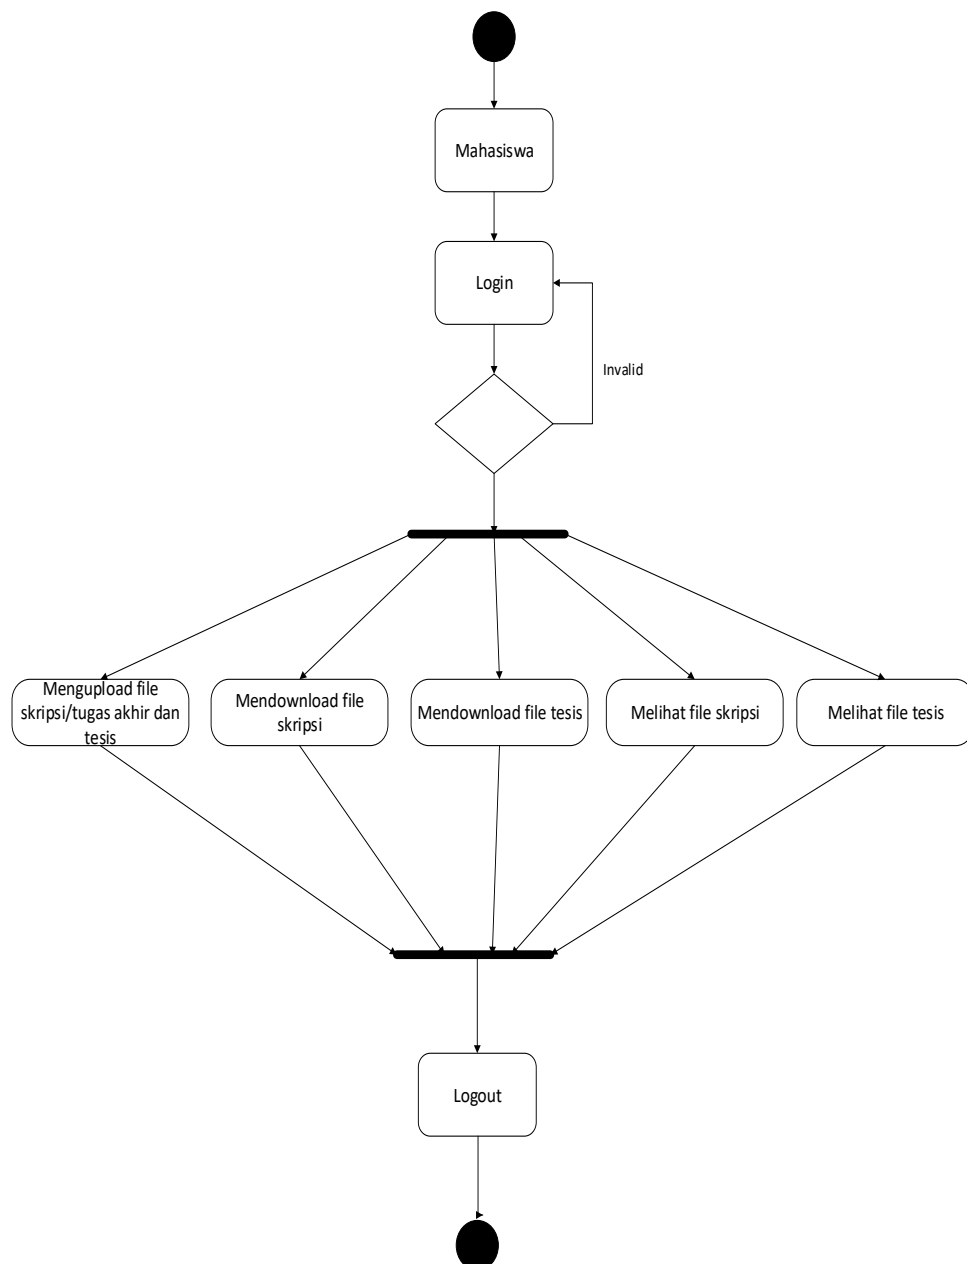 Mahasiswa
Login
Invalid
Mengupload file
skripsi/tugas akhir dan
tesis
Mendownload file
skripsi
Mendownload file tesis
Melihat file skripsi
Melihat file tesis
Logout